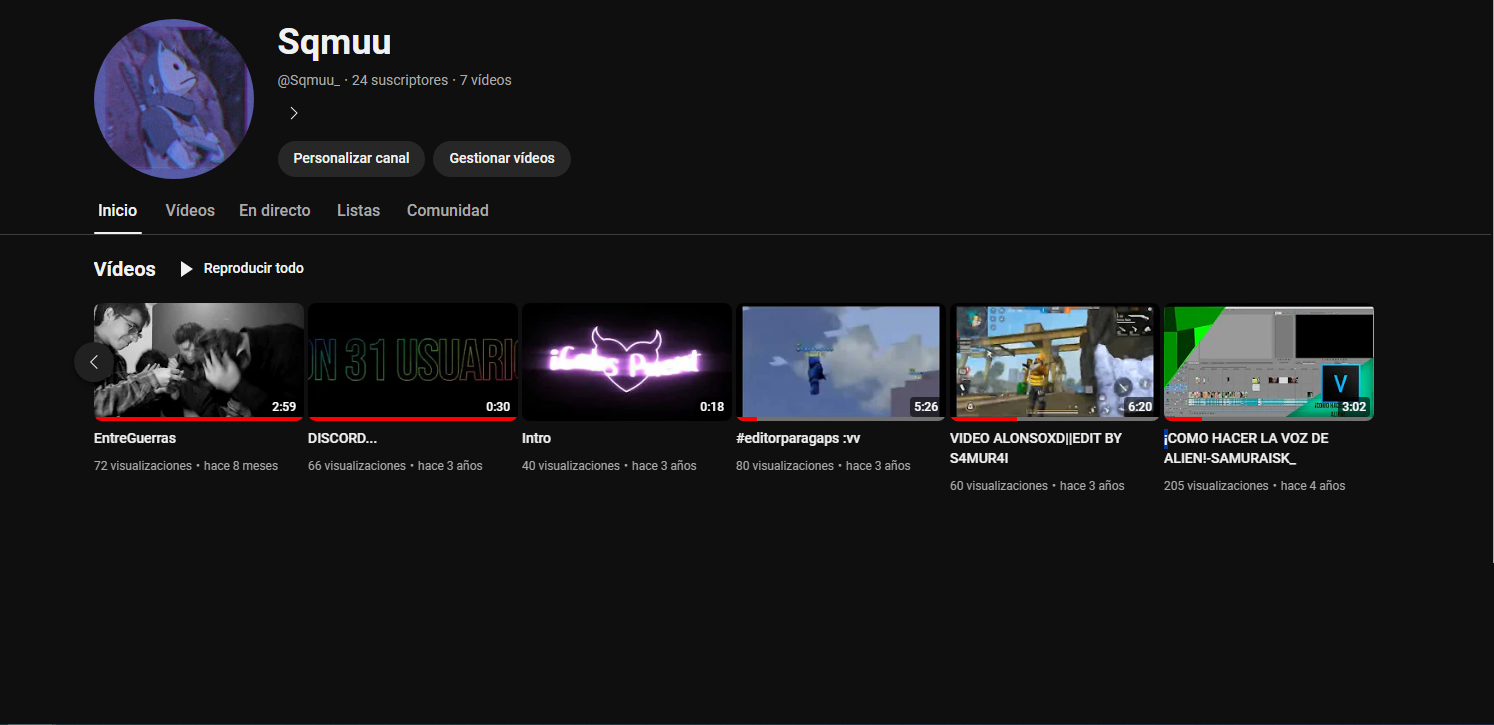 Sqmuu
@Sqmuu_ · 24 suscriptores · 7 vídeos
Personalizar canal
Gestionar vídeos
Inicio
Vídeos
En directo
Listas
Comunidad
Vídeos
Reproducir todo
2:59
EntreGuerras
72 visualizaciones • hace 8 meses
ON 31 USUARIO
0:30
DISCORD...
66 visualizaciones • hace 3 años
0:18
Intro
40 visualizaciones • hace 3 años
5:26
#editorparagaps :vv
80 visualizaciones • hace 3 años
6:20
VIDEO ALONSOXD||EDIT BY
S4MUR4I
60 visualizaciones • hace 3 años
V
3:02
¡COMO HACER LA VOZ DE
ALIEN!-SAMURAISK_
205 visualizaciones • hace 4 años